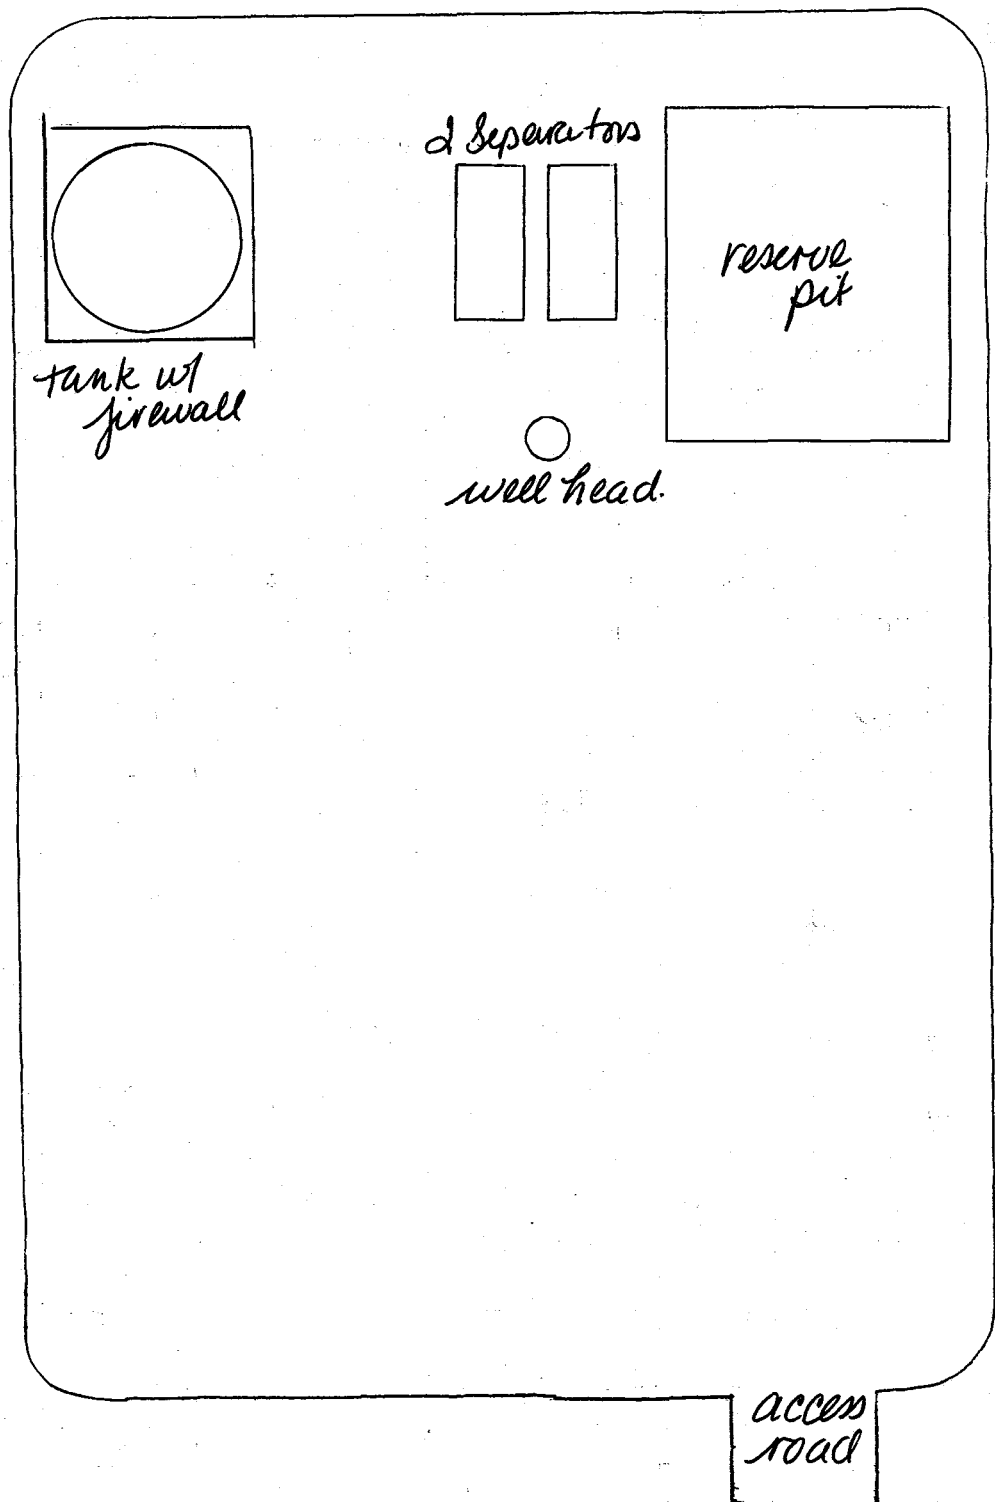 2 Separators
reserve
pit
tank w/
firewall
well head.
access
road